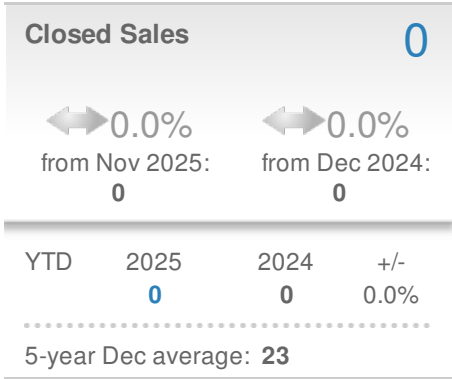 Closed Sales 0
0.0% 0.0%
from Nov 2025: from Dec 2024:
0 0
YTD 2025 2024 +/-
0 0 0.0%
5-year Dec average: 23